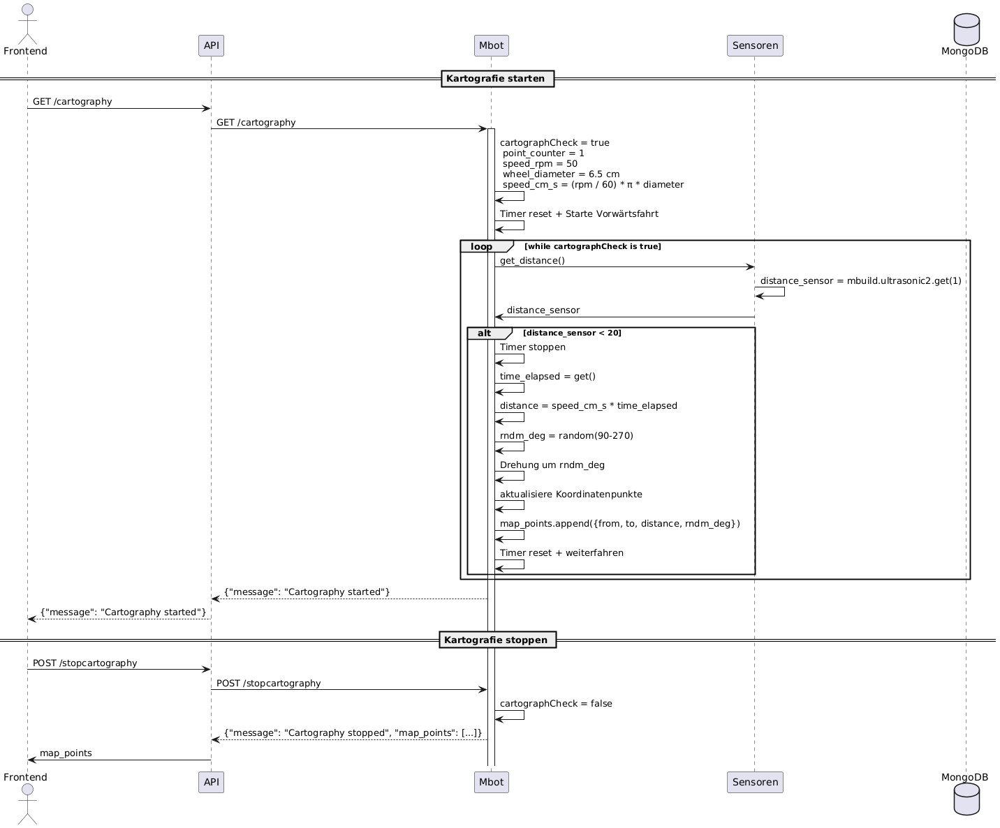 Frontend
API
Mbot
Sensoren
MongoDB
Kartografie starten
GET /cartography
GET /cartography
cartographCheck = true
point_counter = 1
speed_rpm = 50
wheel_diameter = 6.5 cm
speed_cm_s = (rpm / 60) * π * diameter
Timer reset + Starte Vorwärtsfahrt
loop [while cartographCheck is true]
get_distance()
distance_sensor = mbuild.ultrasonic2.get(1)
distance_sensor
alt [distance_sensor < 20]
Timer stoppen
time_elapsed = get()
distance = speed_cm_s * time_elapsed
rndm_deg = random(90-270)
Drehung um rndm_deg
aktualisiere Koordinatenpunkte
map_points.append({from, to, distance, rndm_deg})
Timer reset + weiterfahren
{"message": "Cartography started"}
{"message": "Cartography started"}
Kartografie stoppen
POST /stopcartography
POST /stopcartography
cartographCheck = false
{"message": "Cartography stopped", "map_points": [...]}
map_points
Frontend
API
Mbot
Sensoren
MongoDB